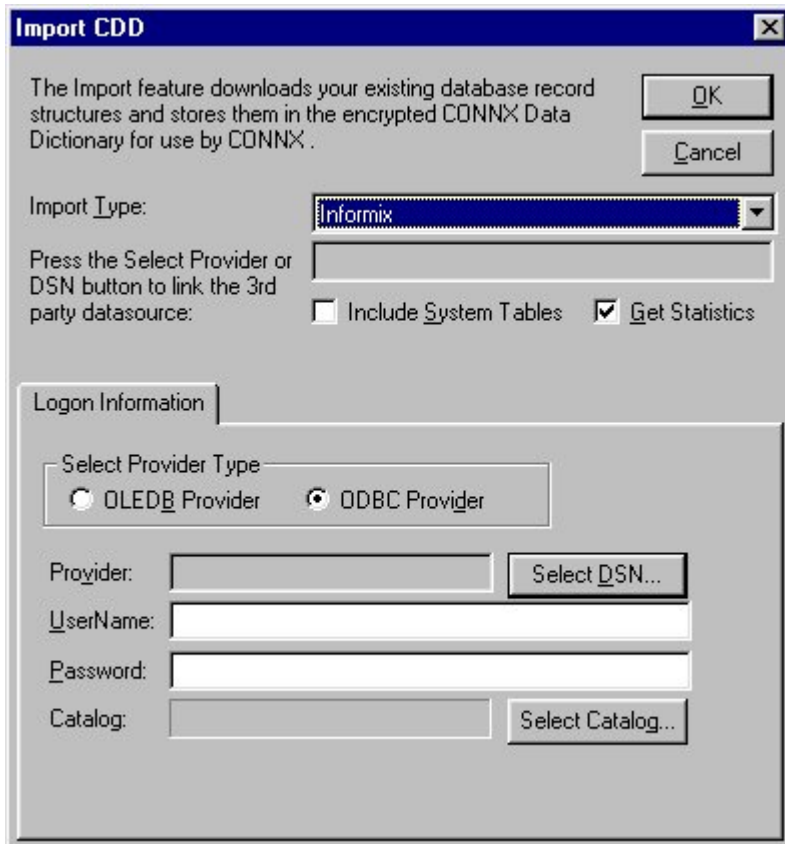 Import CDD
The Import feature downloads your existing database record
structures and stores them in the encrypted CONNX Data
Dictionary for use by CONNX .
OK
Cancel
Import Type:
Informix
Press the Select Provider or
DSN button to link the 3rd
party datasource:
Include System Tables
Get Statistics
Logon Information
Select Provider Type
OLEDB Provider
ODBC Provider
Provider:
Select DSN...
UserName:
Password:
Catalog:
Select Catalog...